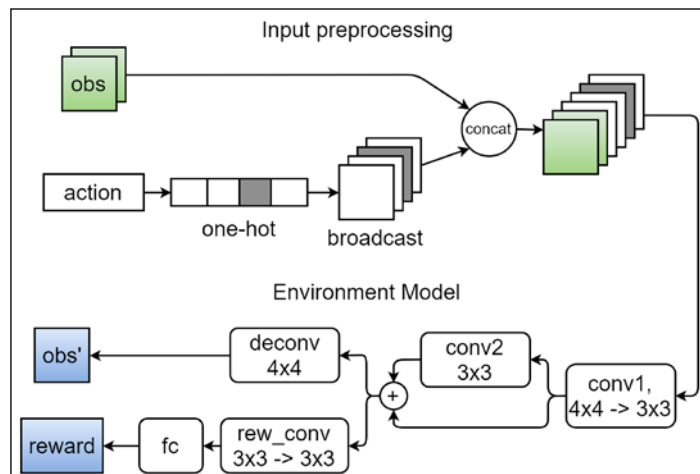 Input preprocessing
obs
concat
action
one-hot
broadcast
Environment Model
obs'
deconv
4x4
conv2
3x3
+
conv1,
4x4 -> 3x3
reward
fc
rew_conv
3x3 -> 3x3